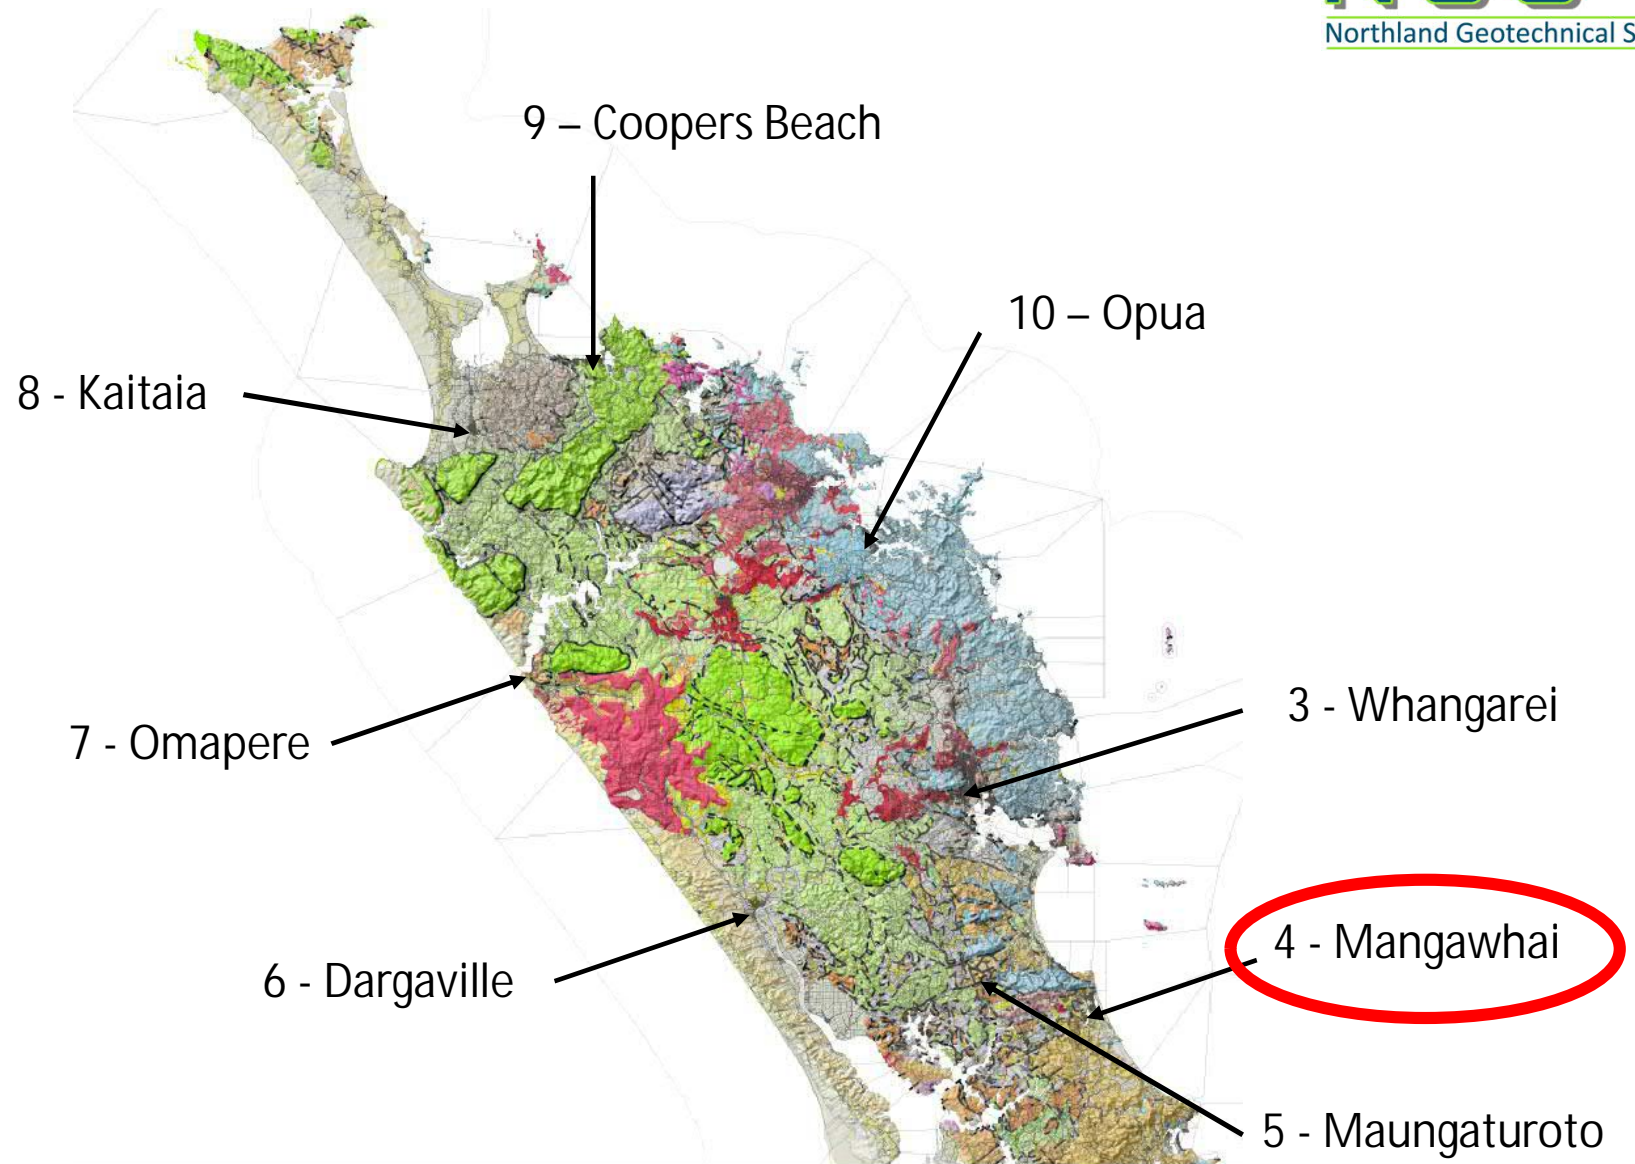 Northland Geotechnical S
9 – Coopers Beach
10 – Opua
8 - Kaitaia
3 - Whangarei
7 - Omapere
4 - Mangawhai
6 - Dargaville
5 - Maungaturoto